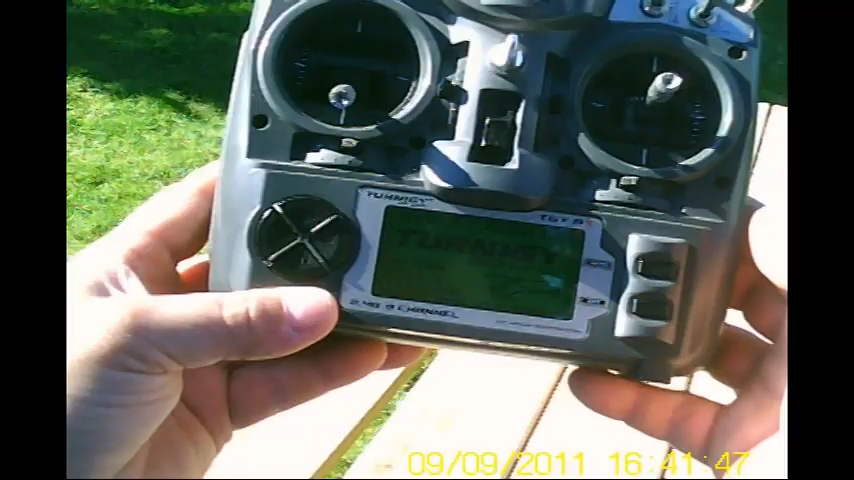 TURNIGY
TGY 9
TURNIGY
2.4G 9 CHANNEL
09/09/2011 16:41:47